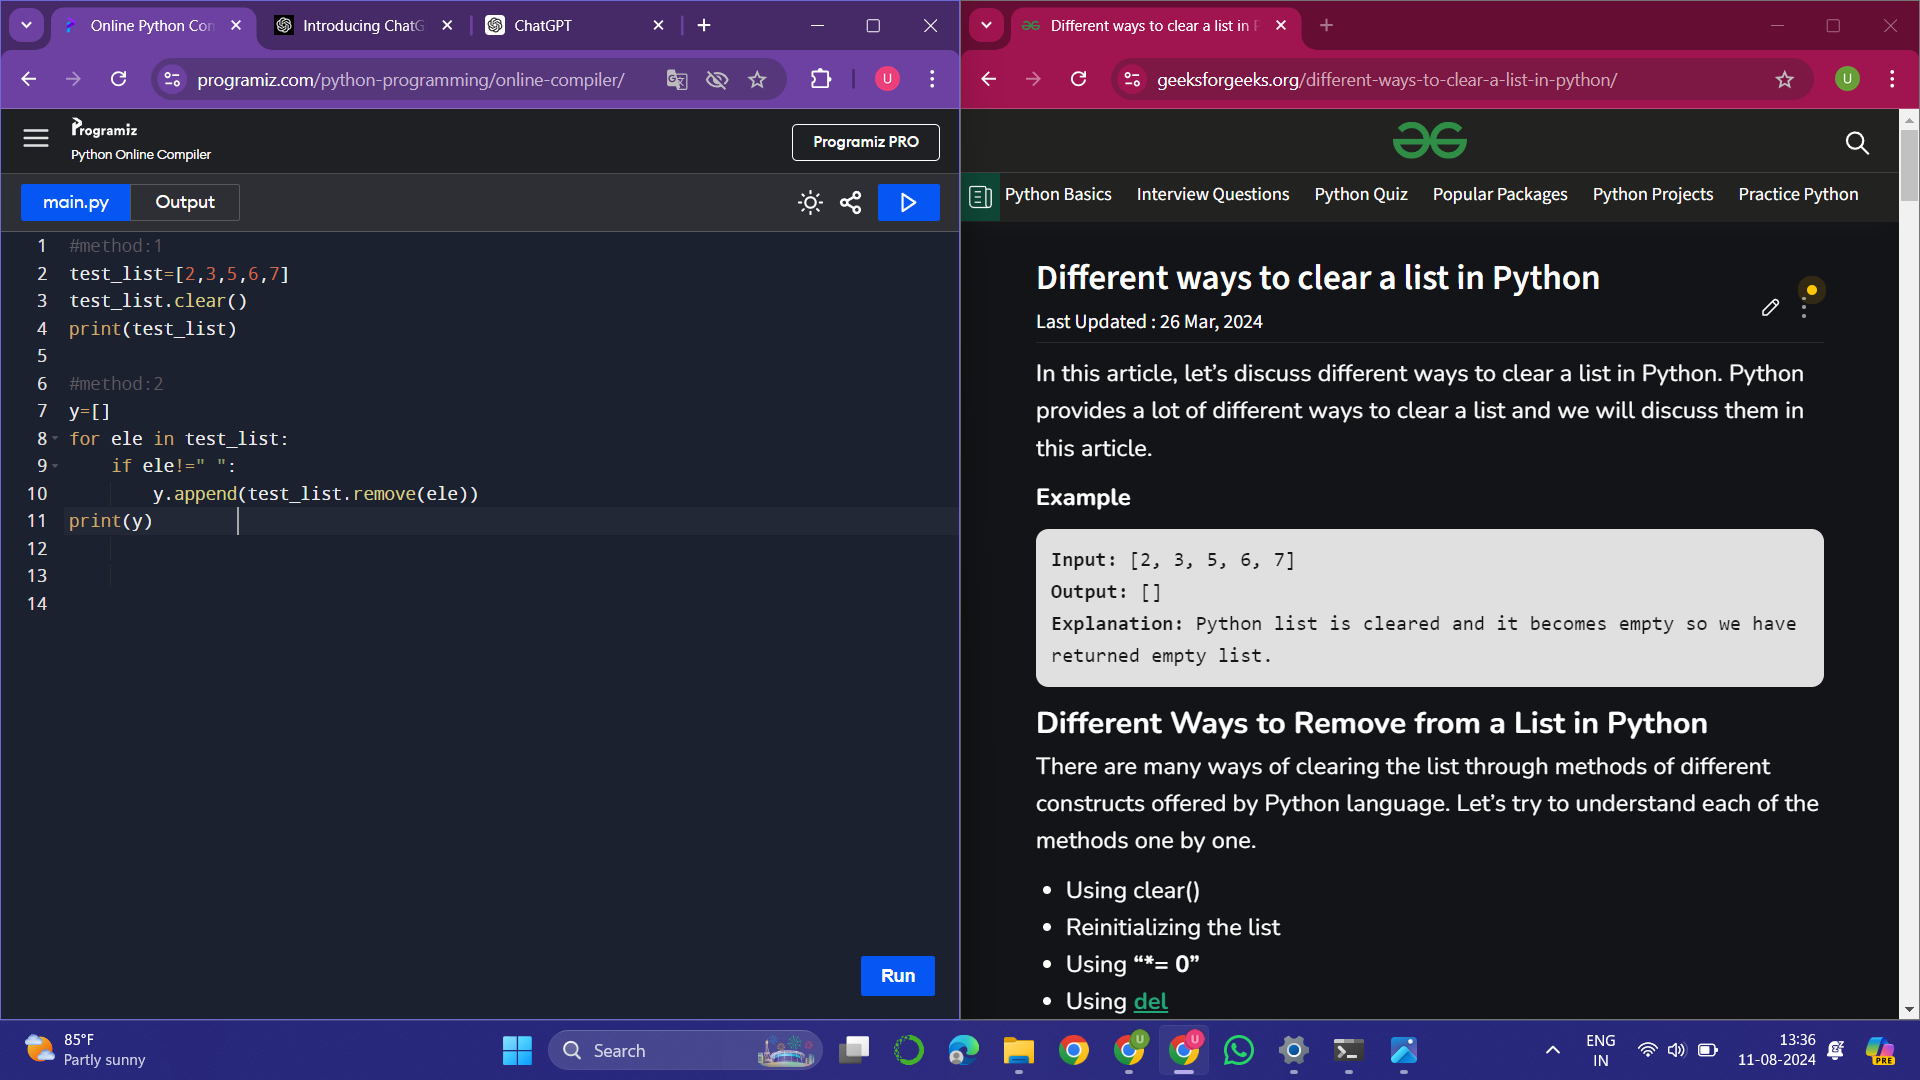 Online Python Com
Introducing ChatG
ChatGPT
programiz.com/python-programming/online-compiler/
U
Programiz
Python Online Compiler
Programiz PRO
main.py
Output
1 #method:1
2 test_list=[2,3,5,6,7]
3 test_list.clear()
4 print(test_list)
5
6 #method:2
7 y=[]
8 for ele in test_list:
9 if ele!=" ":
10 y.append(test_list.remove(ele))
11 print(y)
12
13
14
Run
Different ways to clear a list in P
geeksforgeeks.org/different-ways-to-clear-a-list-in-python/
U
Python Basics Interview Questions Python Quiz Popular Packages Python Projects Practice Python
Different ways to clear a list in Python
Last Updated : 26 Mar, 2024
In this article, let’s discuss different ways to clear a list in Python. Python
provides a lot of different ways to clear a list and we will discuss them in
this article.
Example
Input: [2, 3, 5, 6, 7]
Output: []
Explanation: Python list is cleared and it becomes empty so we have
returned empty list.
Different Ways to Remove from a List in Python
There are many ways of clearing the list through methods of different
constructs offered by Python language. Let’s try to understand each of the
methods one by one.
• Using clear()
• Reinitializing the list
• Using “*= 0”
• Using del
85°F
Partly sunny
Search
U
U
ENG
IN
13:36
11-08-2024
PRE